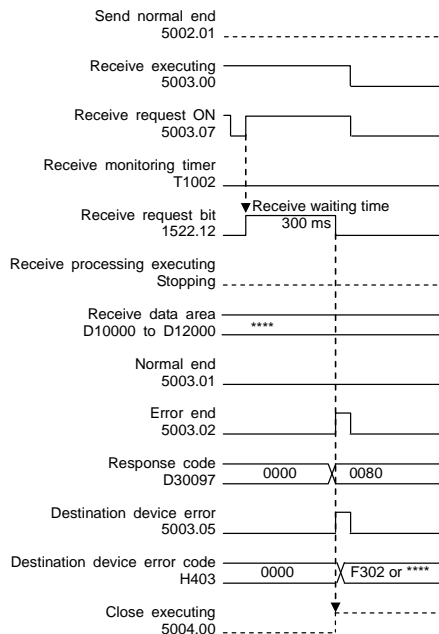 Send normal end
5002.01
Receive executing
5003.00
Receive request ON
5003.07
Receive monitoring timer
T1002
Receive waiting time
Receive request bit
300 ms
1522.12
Receive processing executing
Stopping
Receive data area
D10000 to D12000
****
Normal end
5003.01
Error end
5003.02
Response code
D30097
0000
0080
Destination device error
5003.05
Destination device error code
H403
0000
F302 or ****
Close executing
5004.00